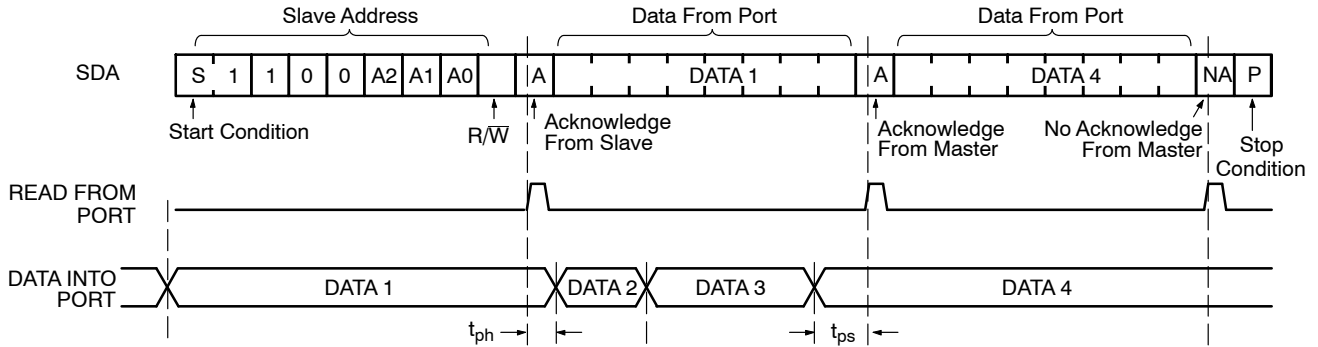 Slave Address
Data From Port
Data From Port
SDA
S 1 1 0 0 A2 A1 A0 A DATA 1 A DATA 4 NA P
Start Condition
R/W̅
Acknowledge
From Slave
Acknowledge
From Master
No Acknowledge
From Master
Stop
Condition
READ FROM
PORT
DATA INTO
PORT
DATA 1
DATA 2
DATA 3
DATA 4
tph
tps